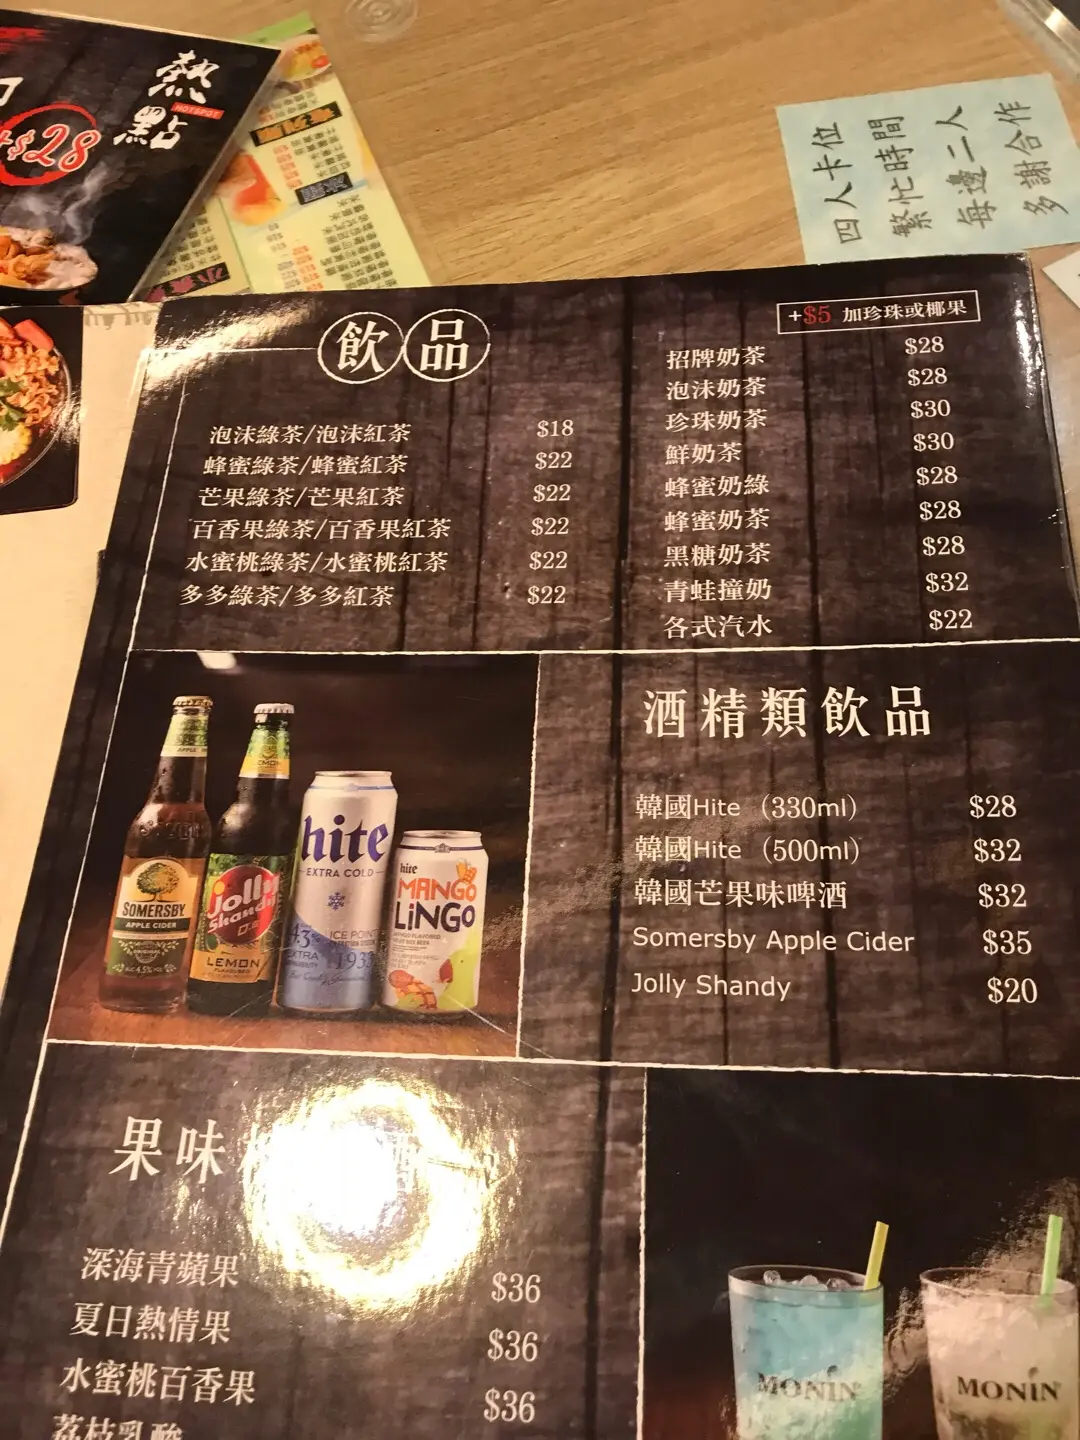 熱點
HOTSPOT
+$28
四人卡位
繁忙時間
每邊二人
多謝合作
飲品
+$5 加珍珠或椰果
泡沫綠茶/泡沫紅茶 $18
蜂蜜綠茶/蜂蜜紅茶 $22
芒果綠茶/芒果紅茶 $22
百香果綠茶/百香果紅茶 $22
水蜜桃綠茶/水蜜桃紅茶 $22
多多綠茶/多多紅茶 $22
招牌奶茶 $28
泡沫奶茶 $28
珍珠奶茶 $30
鮮奶茶 $30
蜂蜜奶綠 $28
蜂蜜奶茶 $28
黑糖奶茶 $28
青蛙撞奶 $32
各式汽水 $22
SOMERSBY
APPLE CIDER
Jolly
Shandy
LEMON
hite
EXTRA COLD
4.3%
ICE POINT
EXTRA
1933
hite
MANGO
LiNGO
酒精類飲品
韓國Hite（330ml） $28
韓國Hite（500ml） $32
韓國芒果味啤酒 $32
Somersby Apple Cider $35
Jolly Shandy $20
果味
深海青蘋果 $36
夏日熱情果 $36
水蜜桃百香果 $36
荔枝乳酸
MONIN
MONIN